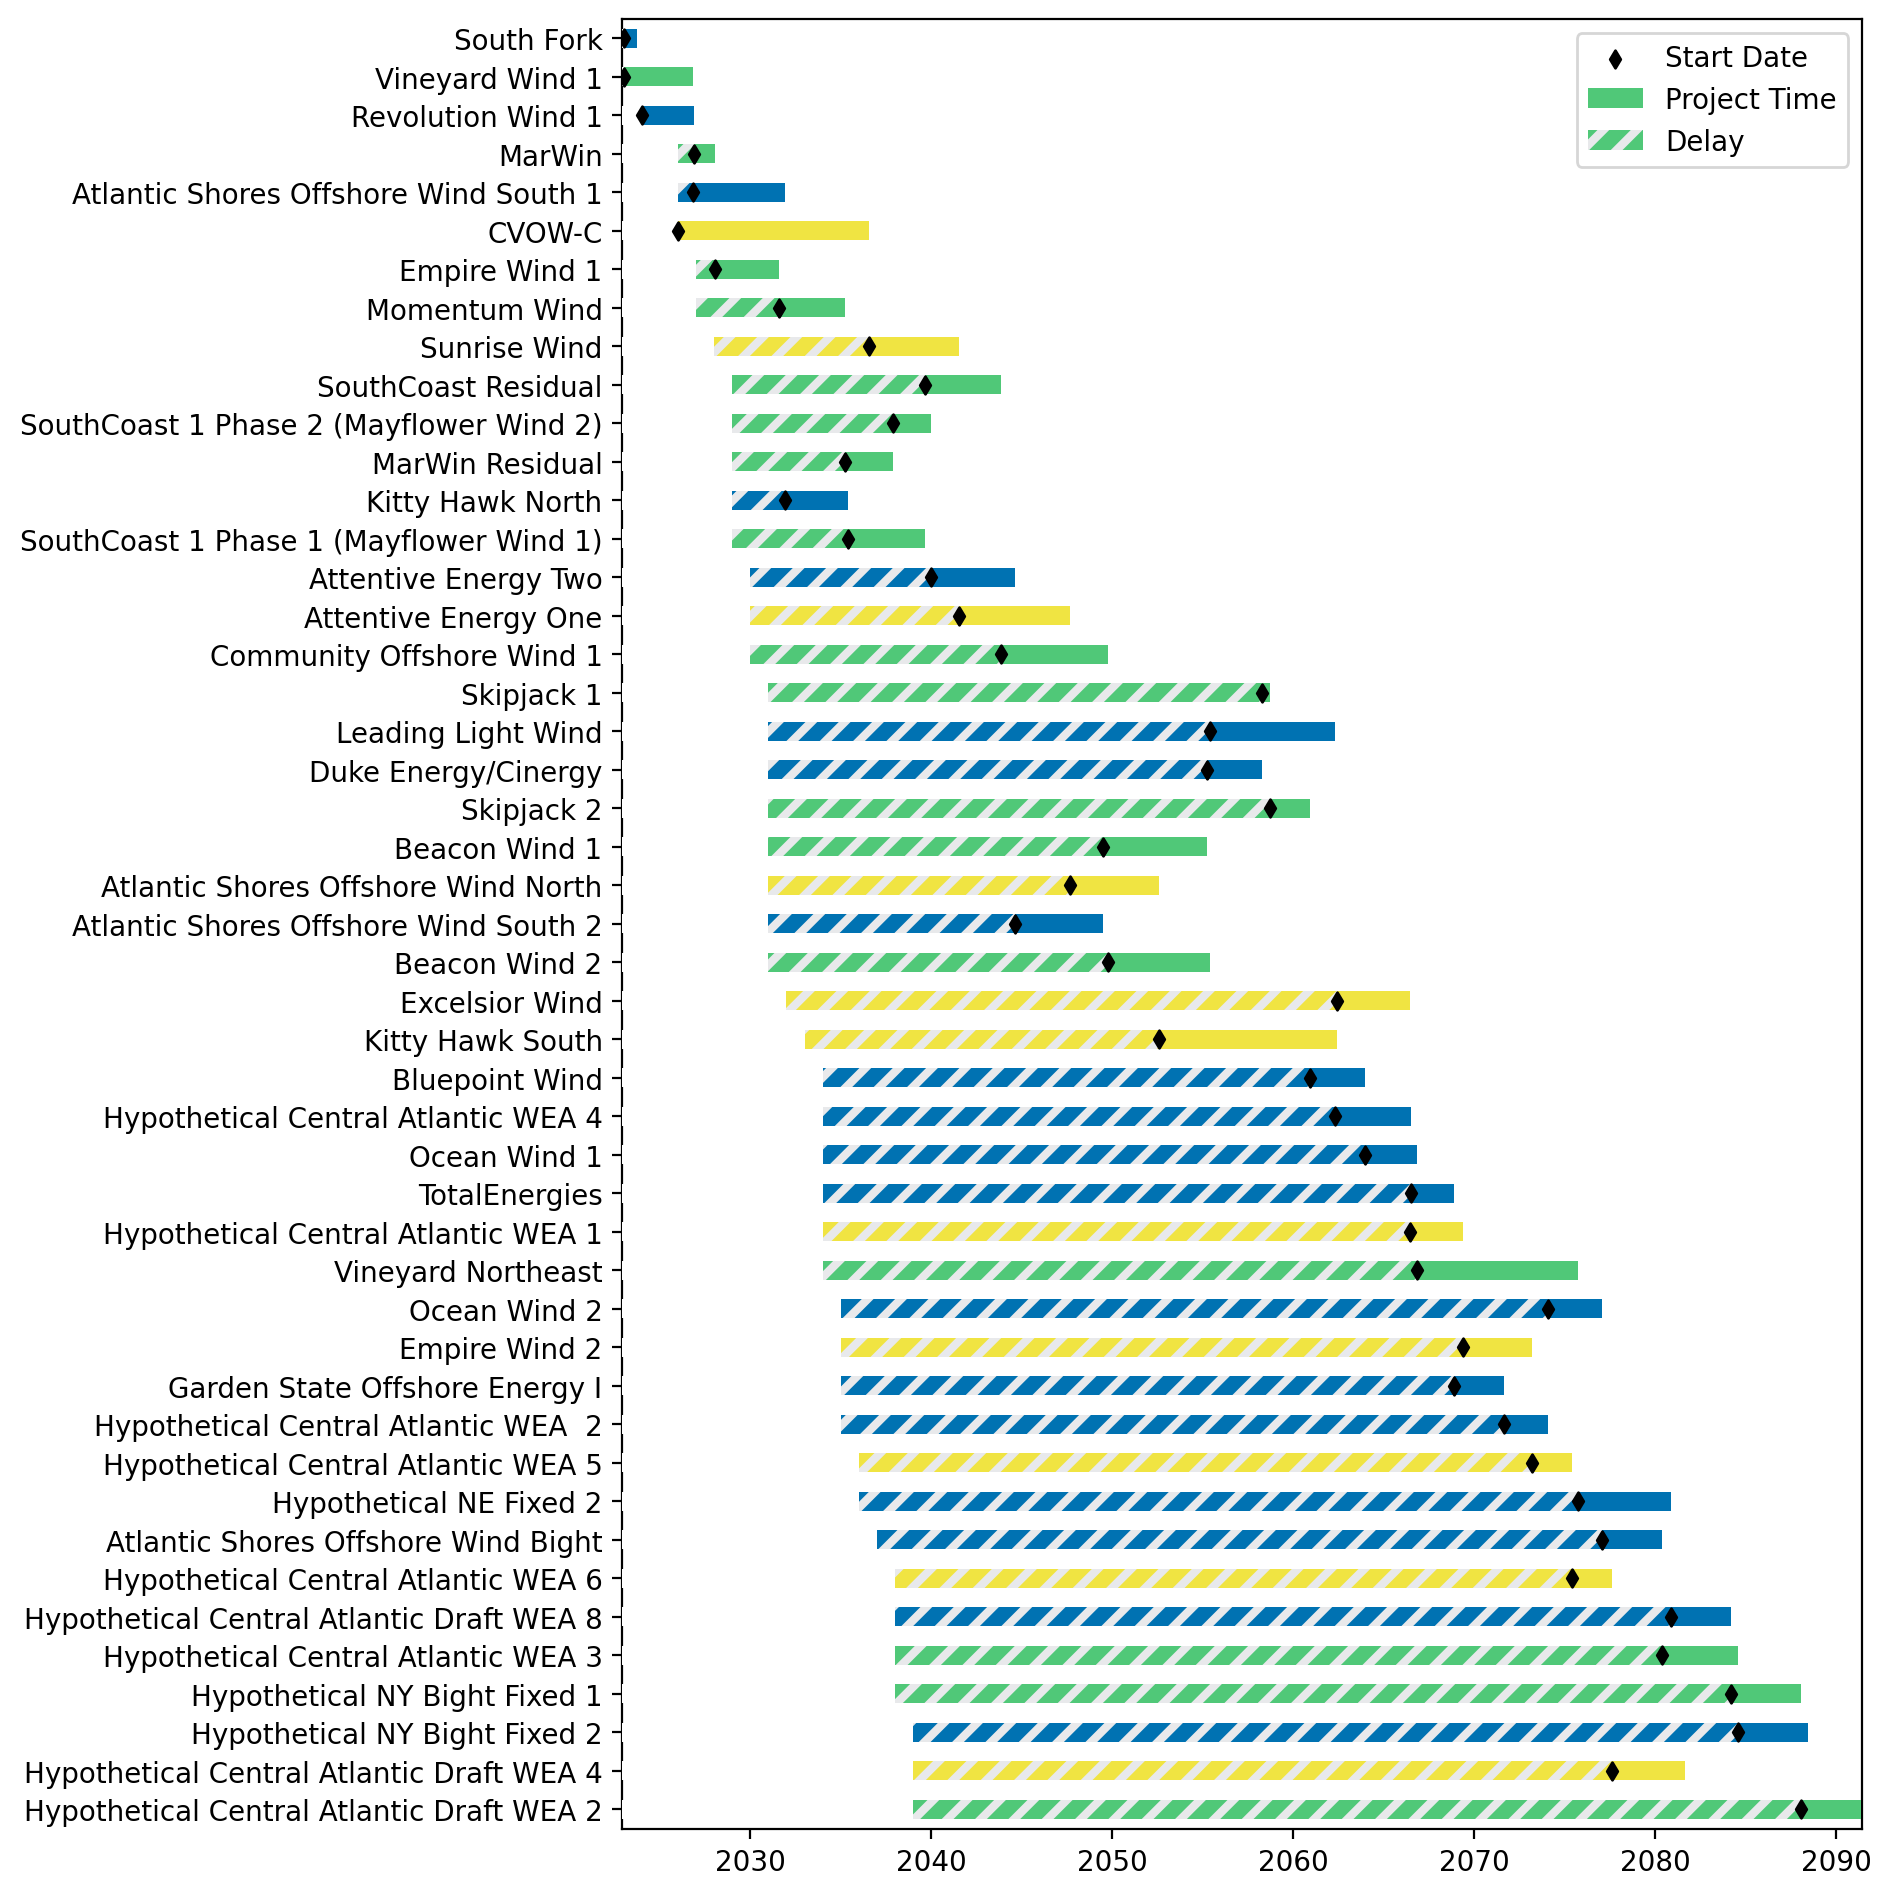 South Fork
Vineyard Wind 1
Revolution Wind 1
MarWin
Atlantic Shores Offshore Wind South 1
CVOW-C
Empire Wind 1
Momentum Wind
Sunrise Wind
SouthCoast Residual
SouthCoast 1 Phase 2 (Mayflower Wind 2)
MarWin Residual
Kitty Hawk North
SouthCoast 1 Phase 1 (Mayflower Wind 1)
Attentive Energy Two
Attentive Energy One
Community Offshore Wind 1
Skipjack 1
Leading Light Wind
Duke Energy/Cinergy
Skipjack 2
Beacon Wind 1
Atlantic Shores Offshore Wind North
Atlantic Shores Offshore Wind South 2
Beacon Wind 2
Excelsior Wind
Kitty Hawk South
Bluepoint Wind
Hypothetical Central Atlantic WEA 4
Ocean Wind 1
TotalEnergies
Hypothetical Central Atlantic WEA 1
Vineyard Northeast
Ocean Wind 2
Empire Wind 2
Garden State Offshore Energy I
Hypothetical Central Atlantic WEA  2
Hypothetical Central Atlantic WEA 5
Hypothetical NE Fixed 2
Atlantic Shores Offshore Wind Bight
Hypothetical Central Atlantic WEA 6
Hypothetical Central Atlantic Draft WEA 8
Hypothetical Central Atlantic WEA 3
Hypothetical NY Bight Fixed 1
Hypothetical NY Bight Fixed 2
Hypothetical Central Atlantic Draft WEA 4
Hypothetical Central Atlantic Draft WEA 2
Start Date
Project Time
Delay
2030 2040 2050 2060 2070 2080 2090